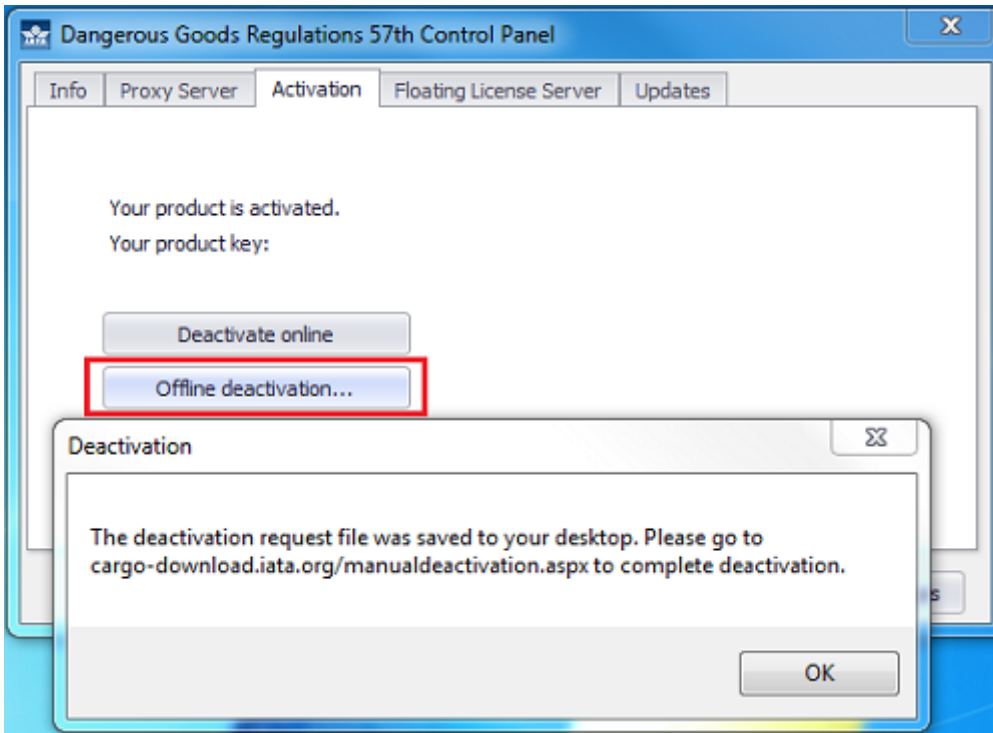 Dangerous Goods Regulations 57th Control Panel
Info Proxy Server Activation Floating License Server Updates
Your product is activated.
Your product key:
Deactivate online
Offline deactivation...
Deactivation
The deactivation request file was saved to your desktop. Please go to
cargo-download.iata.org/manualdeactivation.aspx to complete deactivation.
OK